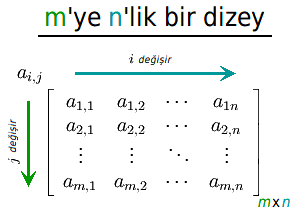 m'ye n'lik bir dizey
i değişir
a_{i,j}
j değişir
a_{1,1} a_{1,2} ⋯ a_{1n}
a_{2,1} a_{2,2} ⋯ a_{2,n}
⋮ ⋮ ⋱ ⋮
a_{m,1} a_{m,2} ⋯ a_{m,n}
m x n